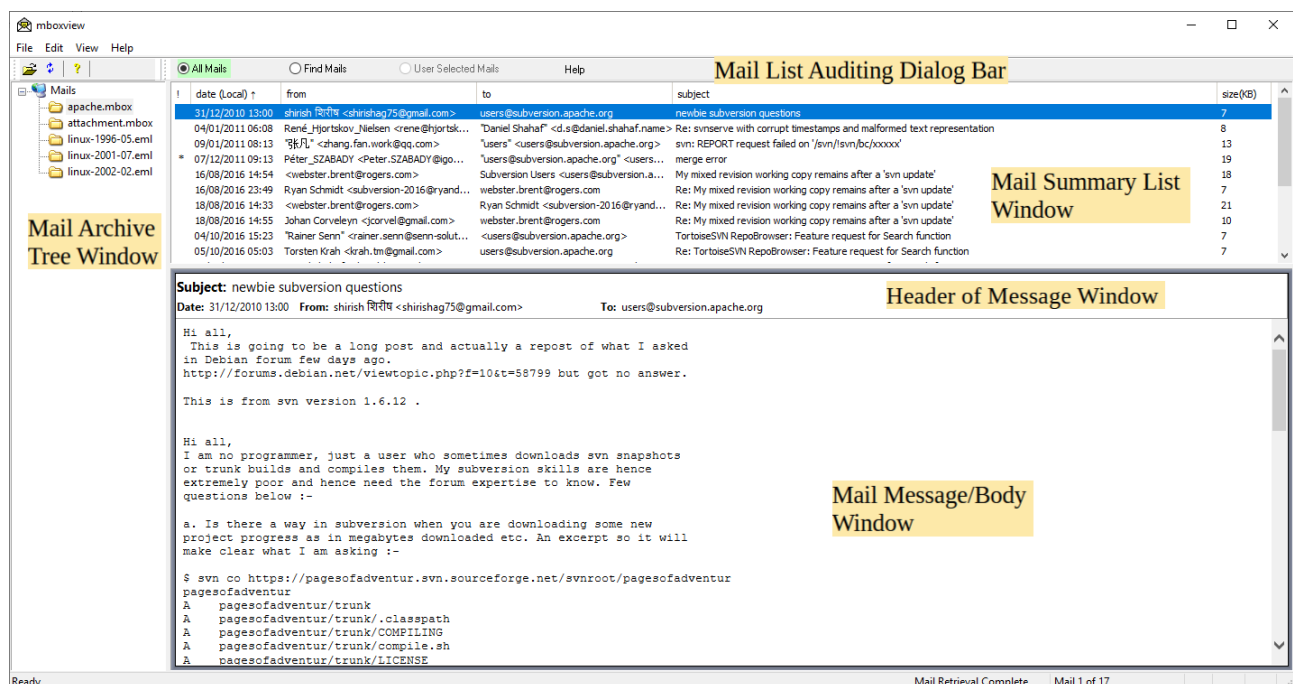 mboxview
File Edit View Help
All Mails Find Mails User Selected Mails Help
Mail List Auditing Dialog Bar
Mails
apache.mbox
attachment.mbox
linux-1996-05.eml
linux-2001-07.eml
linux-2002-02.eml
Mail Archive
Tree Window
! date (Local) ↑ from to subject size(KB)
31/12/2010 13:00 shirish शिरीष <shirishag75@gmail.com> users@subversion.apache.org newbie subversion questions 7
04/01/2011 06:08 René_Hjortskov_Nielsen <rene@hjortsk... "Daniel Shahaf" <d.s@daniel.shahaf.name> Re: svnserve with corrupt timestamps and malformed text representation 8
09/01/2011 08:13 "张凡" <zhang.fan.work@qq.com> "users" <users@subversion.apache.org> svn: REPORT request failed on '/svn/!svn/bc/xxxxx' 13
* 07/12/2011 09:13 Péter_SZABADY <Peter.SZABADY@igo... "users@subversion.apache.org" <users... merge error 19
16/08/2016 14:54 <webster.brent@rogers.com> Subversion Users <users@subversion.a... My mixed revision working copy remains after a 'svn update' 18
16/08/2016 23:49 Ryan Schmidt <subversion-2016@ryand... webster.brent@rogers.com Re: My mixed revision working copy remains after a 'svn update' 7
18/08/2016 14:33 <webster.brent@rogers.com> Ryan Schmidt <subversion-2016@ryand... Re: My mixed revision working copy remains after a 'svn update' 21
18/08/2016 14:55 Johan Corveleyn <jcorvel@gmail.com> webster.brent@rogers.com Re: My mixed revision working copy remains after a 'svn update' 10
04/10/2016 15:23 "Rainer Senn" <rainer.senn@senn-solut... <users@subversion.apache.org> TortoiseSVN RepoBrowser: Feature request for Search function 7
05/10/2016 05:03 Torsten Krah <krah.tm@gmail.com> users@subversion.apache.org Re: TortoiseSVN RepoBrowser: Feature request for Search function 7
Mail Summary List
Window
Subject: newbie subversion questions
Date: 31/12/2010 13:00 From: shirish शिरीष <shirishag75@gmail.com> To: users@subversion.apache.org
Header of Message Window
Hi all,
This is going to be a long post and actually a repost of what I asked
in Debian forum few days ago.
http://forums.debian.net/viewtopic.php?f=10&t=58799 but got no answer.
This is from svn version 1.6.12 .
Hi all,
I am no programmer, just a user who sometimes downloads svn snapshots
or trunk builds and compiles them. My subversion skills are hence
extremely poor and hence need the forum expertise to know. Few
questions below :-
a. Is there a way in subversion when you are downloading some new
project progress as in megabytes downloaded etc. An excerpt so it will
make clear what I am asking :-
$ svn co https://pagesofadventur.svn.sourceforge.net/svnroot/pagesofadventur
pagesofadventur
A pagesofadventur/trunk
A pagesofadventur/trunk/.classpath
A pagesofadventur/trunk/COMPILING
A pagesofadventur/trunk/compile.sh
A pagesofadventur/trunk/LICENSE
Mail Message/Body
Window
Ready Mail Retrieval Complete Mail 1 of 17